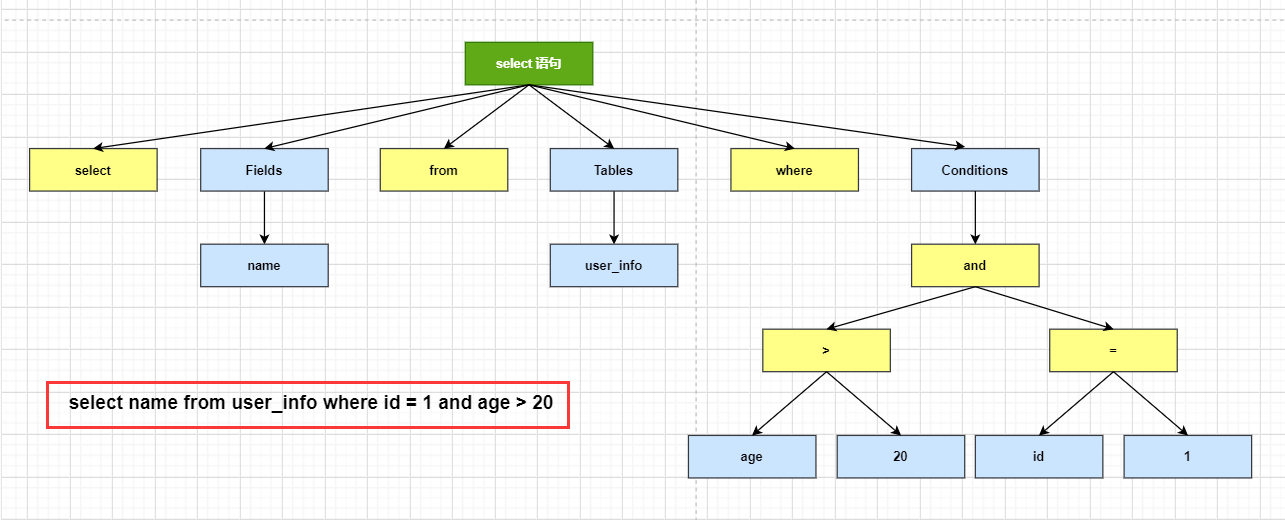 select 语句
select
Fields
from
Tables
where
Conditions
name
user_info
and
>
=
select name from user_info where id = 1 and age > 20
age
20
id
1